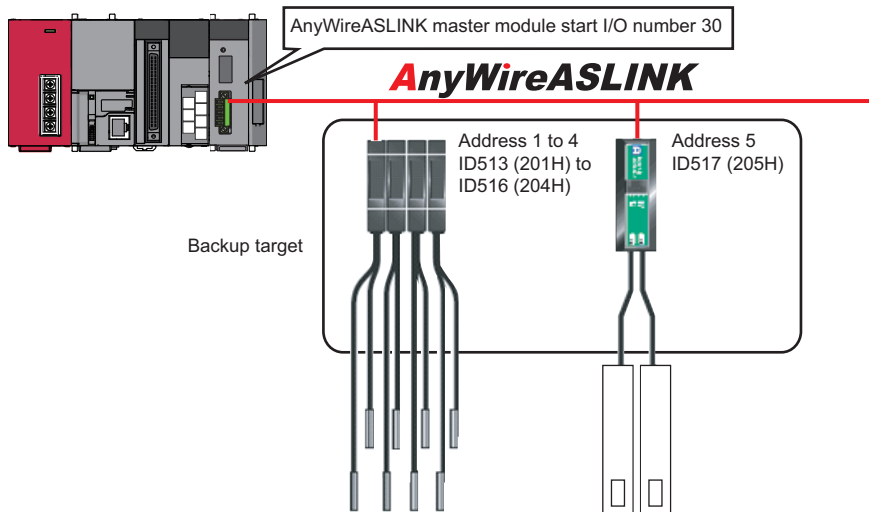 AnyWireASLINK master module start I/O number 30
AnyWireASLINK
Address 1 to 4
ID513 (201H) to
ID516 (204H)
Address 5
ID517 (205H)
Backup target